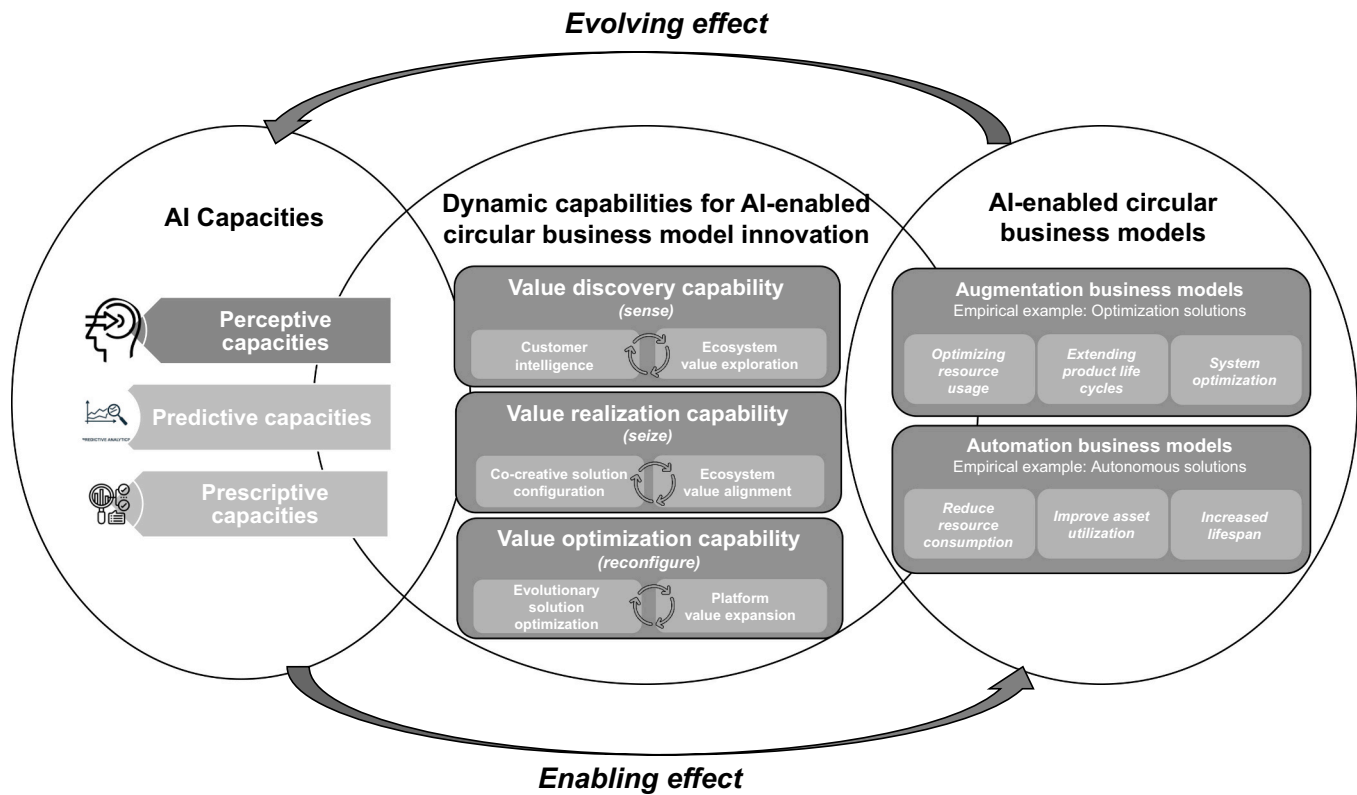 Evolving effect
AI Capacities
Perceptive
capacities
Predictive capacities
PREDICTIVE ANALYTICS
Prescriptive
capacities
Dynamic capabilities for AI-enabled
circular business model innovation
Value discovery capability
(sense)
Customer
intelligence
Ecosystem
value exploration
Value realization capability
(seize)
Co-creative solution
configuration
Ecosystem
value alignment
Value optimization capability
(reconfigure)
Evolutionary
solution
optimization
Platform
value expansion
AI-enabled circular
business models
Augmentation business models
Empirical example: Optimization solutions
Optimizing
resource
usage
Extending
product life
cycles
System
optimization
Automation business models
Empirical example: Autonomous solutions
Reduce
resource
consumption
Improve asset
utilization
Increased
lifespan
Enabling effect